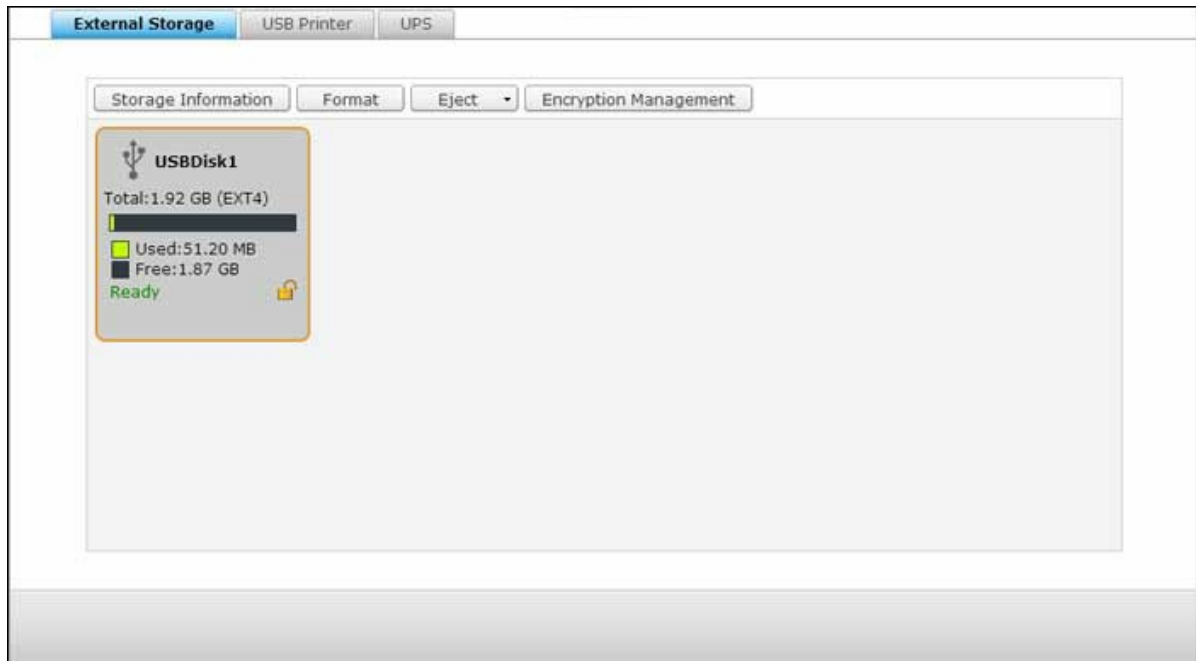 External Storage USB Printer UPS
Storage Information Format Eject Encryption Management
USBDisk1
Total:1.92 GB (EXT4)
Used:51.20 MB
Free:1.87 GB
Ready